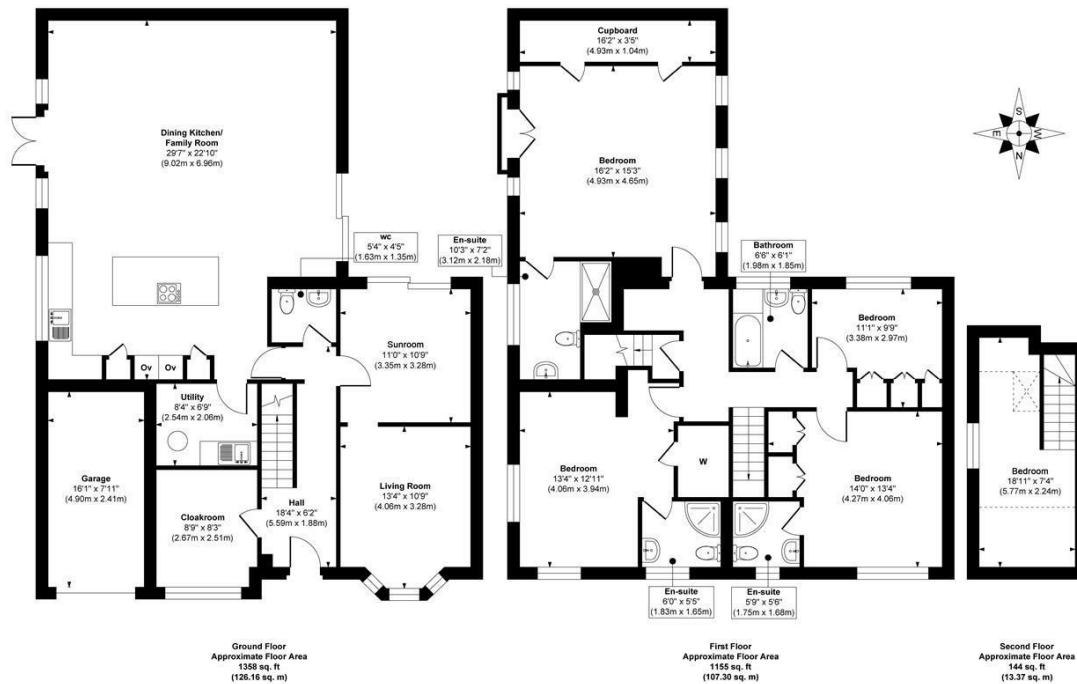 Dining Kitchen/
Family Room
29'7" x 22'10"
(9.02m x 6.96m)
wc
5'4" x 4'5"
(1.63m x 1.35m)
Ov
Ov
Sunroom
11'0" x 10'9"
(3.35m x 3.28m)
Utility
8'4" x 6'9"
(2.54m x 2.06m)
Garage
16'1" x 7'11"
(4.90m x 2.41m)
Cloakroom
8'9" x 8'3"
(2.67m x 2.51m)
Hall
18'4" x 6'2"
(5.59m x 1.88m)
Living Room
13'4" x 10'9"
(4.06m x 3.28m)
Ground Floor
Approximate Floor Area
1358 sq. ft
(126.16 sq. m)
Cupboard
16'2" x 3'5"
(4.93m x 1.04m)
Bedroom
16'2" x 15'3"
(4.93m x 4.65m)
En-suite
10'3" x 7'2"
(3.12m x 2.18m)
Bathroom
6'6" x 6'1"
(1.98m x 1.85m)
Bedroom
11'1" x 9'9"
(3.38m x 2.97m)
Bedroom
13'4" x 12'11"
(4.06m x 3.94m)
W
Bedroom
14'0" x 13'4"
(4.27m x 4.06m)
En-suite
6'0" x 5'5"
(1.83m x 1.65m)
En-suite
5'9" x 5'6"
(1.75m x 1.68m)
First Floor
Approximate Floor Area
1155 sq. ft
(107.30 sq. m)
S
E
W
N
Bedroom
18'11" x 7'4"
(5.77m x 2.24m)
Second Floor
Approximate Floor Area
144 sq. ft
(13.37 sq. m)